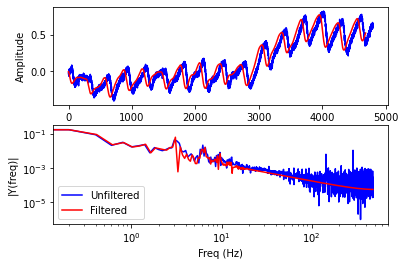 Amplitude
0.5
0.0
0 1000 2000 3000 4000 5000
|Y(freq)|
10⁻¹
10⁻³
10⁻⁵
Unfiltered
Filtered
10⁰ 10¹ 10²
Freq (Hz)